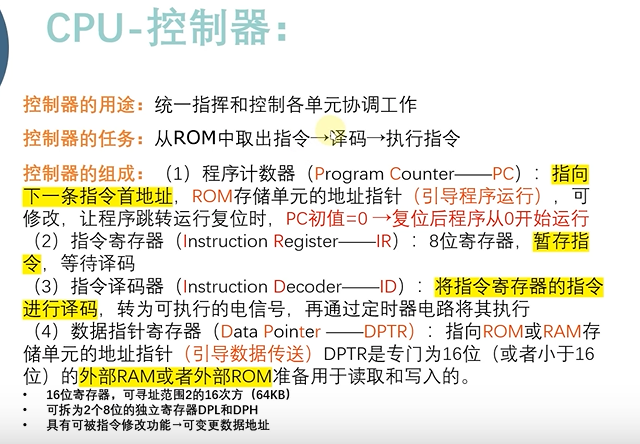 CPU-控制器：
控制器的用途：统一指挥和控制各单元协调工作
控制器的任务：从ROM中取出指令→译码→执行指令
控制器的组成：（1）程序计数器（Program Counter——PC）：指向
下一条指令首地址，ROM存储单元的地址指针（引导程序运行），可
修改，让程序跳转运行复位时，PC初值=0 →复位后程序从0开始运行
（2）指令寄存器（Instruction Register——IR）：8位寄存器，暂存指
令，等待译码
（3）指令译码器（Instruction Decoder——ID）：将指令寄存器的指令
进行译码，转为可执行的电信号，再通过定时器电路将其执行
（4）数据指针寄存器（Data Pointer ——DPTR）：指向ROM或RAM存
储单元的地址指针（引导数据传送）DPTR是专门为16位（或者小于16
位）的外部RAM或者外部ROM准备用于读取和写入的。
• 16位寄存器，可寻址范围2的16次方（64KB）
• 可拆为2个8位的独立寄存器DPL和DPH
• 具有可被指令修改功能→可变更数据地址